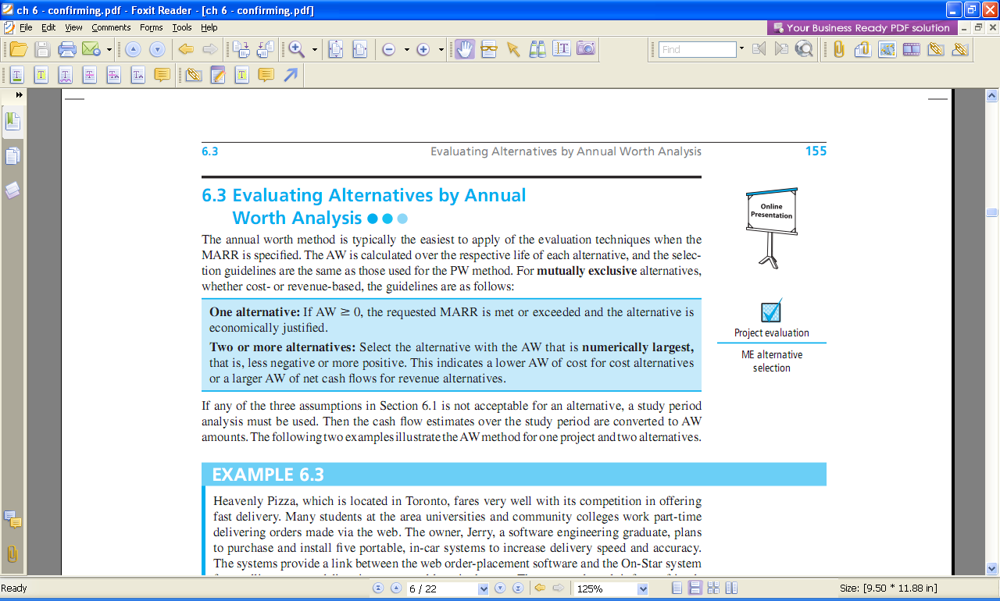 ch 6 - confirming.pdf - Foxit Reader - [ch 6 - confirming.pdf]
File Edit View Comments Forms Tools Help
Your Business Ready PDF solution
Find
6.3 Evaluating Alternatives by Annual Worth Analysis 155
6.3 Evaluating Alternatives by Annual
Worth Analysis
Online
Presentation
The annual worth method is typically the easiest to apply of the evaluation techniques when the
MARR is specified. The AW is calculated over the respective life of each alternative, and the selec-
tion guidelines are the same as those used for the PW method. For mutually exclusive alternatives,
whether cost- or revenue-based, the guidelines are as follows:
One alternative: If AW ≥ 0, the requested MARR is met or exceeded and the alternative is
economically justified.
Two or more alternatives: Select the alternative with the AW that is numerically largest,
that is, less negative or more positive. This indicates a lower AW of cost for cost alternatives
or a larger AW of net cash flows for revenue alternatives.
Project evaluation
ME alternative
selection
If any of the three assumptions in Section 6.1 is not acceptable for an alternative, a study period
analysis must be used. Then the cash flow estimates over the study period are converted to AW
amounts. The following two examples illustrate the AW method for one project and two alternatives.
EXAMPLE 6.3
Heavenly Pizza, which is located in Toronto, fares very well with its competition in offering
fast delivery. Many students at the area universities and community colleges work part-time
delivering orders made via the web. The owner, Jerry, a software engineering graduate, plans
to purchase and install five portable, in-car systems to increase delivery speed and accuracy.
The systems provide a link between the web order-placement software and the On-Star system
Ready
6 / 22
125%
Size: [9.50 * 11.88 in]